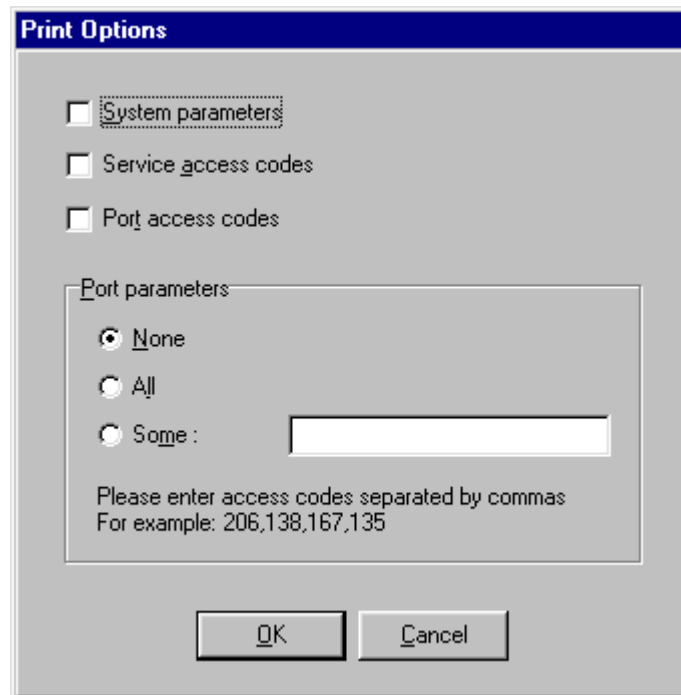 Print Options
System parameters
Service access codes
Port access codes
Port parameters
None
All
Some :
Please enter access codes separated by commas
For example: 206,138,167,135
OK
Cancel